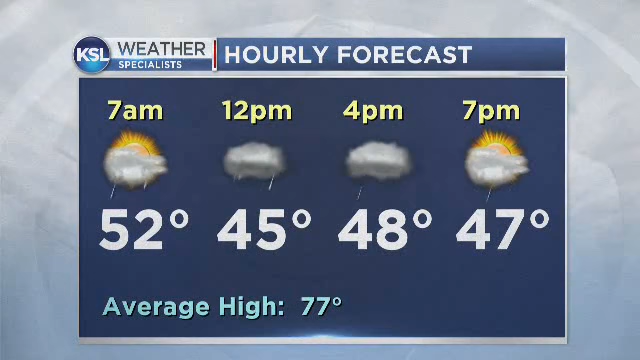 KSL WEATHER SPECIALISTS HOURLY FORECAST
7am 12pm 4pm 7pm
52° 45° 48° 47°
Average High: 77°